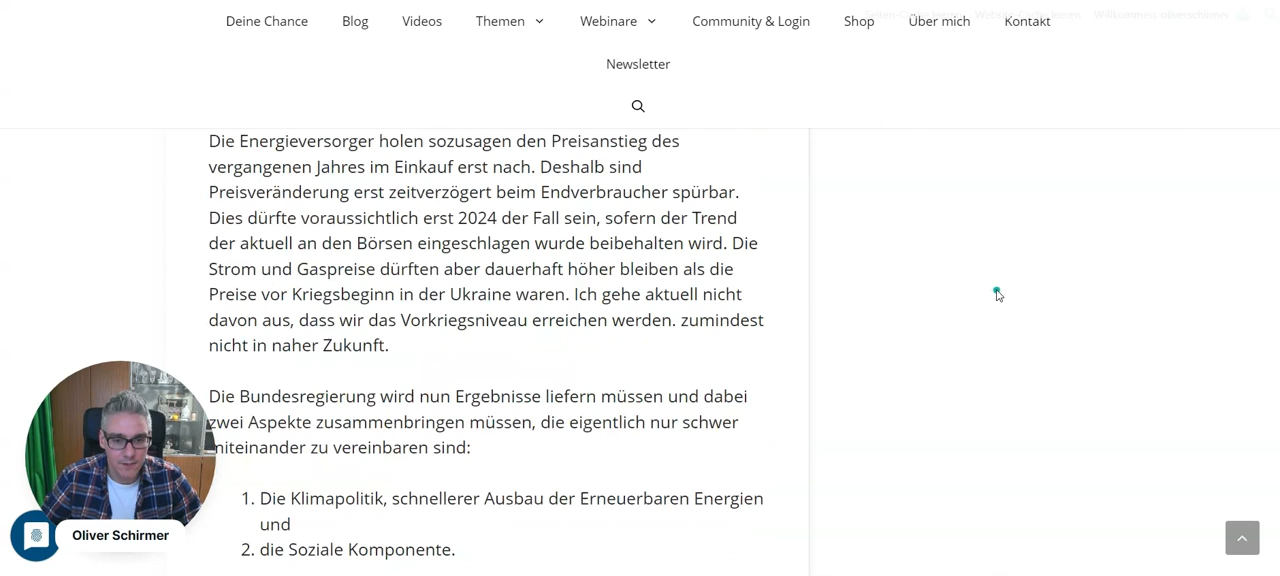 Deine Chance Blog Videos Themen Webinare Community & Login Shop Über mich Kontakt
Newsletter
Die Energieversorger holen sozusagen den Preisanstieg des
vergangenen Jahres im Einkauf erst nach. Deshalb sind
Preisveränderung erst zeitverzögert beim Endverbraucher spürbar.
Dies dürfte voraussichtlich erst 2024 der Fall sein, sofern der Trend
der aktuell an den Börsen eingeschlagen wurde beibehalten wird. Die
Strom und Gaspreise dürften aber dauerhaft höher bleiben als die
Preise vor Kriegsbeginn in der Ukraine waren. Ich gehe aktuell nicht
davon aus, dass wir das Vorkriegsniveau erreichen werden. zumindest
nicht in naher Zukunft.
Die Bundesregierung wird nun Ergebnisse liefern müssen und dabei
zwei Aspekte zusammenbringen müssen, die eigentlich nur schwer
miteinander zu vereinbaren sind:
1. Die Klimapolitik, schnellerer Ausbau der Erneuerbaren Energien
und
2. die Soziale Komponente.
Oliver Schirmer